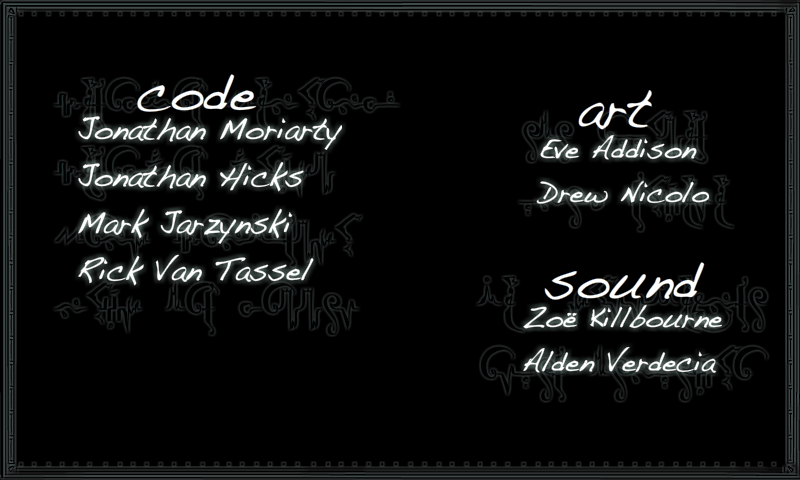 code
Jonathan Moriarty
Jonathan Hicks
Mark Jarzynski
Rick Van Tassel
art
Eve Addison
Drew Nicolo
sound
Zoë Killbourne
Alden Verdecia